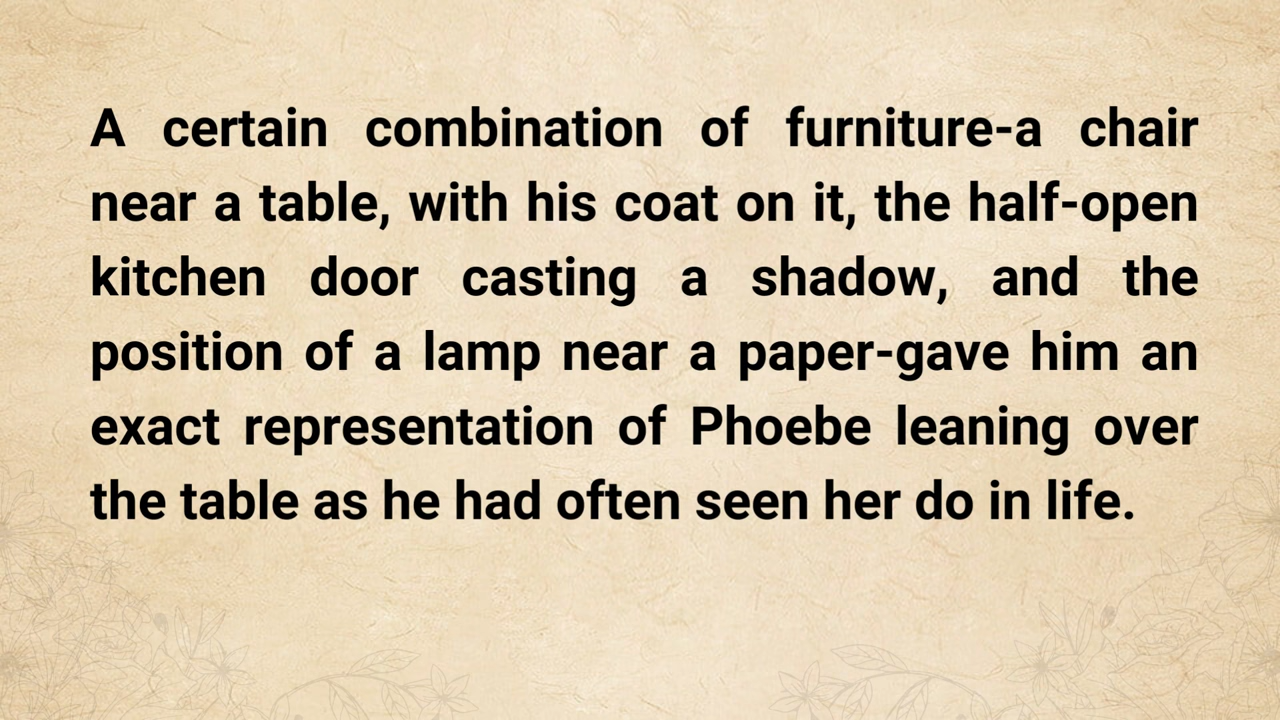 A certain combination of furniture-a chair
near a table, with his coat on it, the half-open
kitchen door casting a shadow, and the
position of a lamp near a paper-gave him an
exact representation of Phoebe leaning over
the table as he had often seen her do in life.